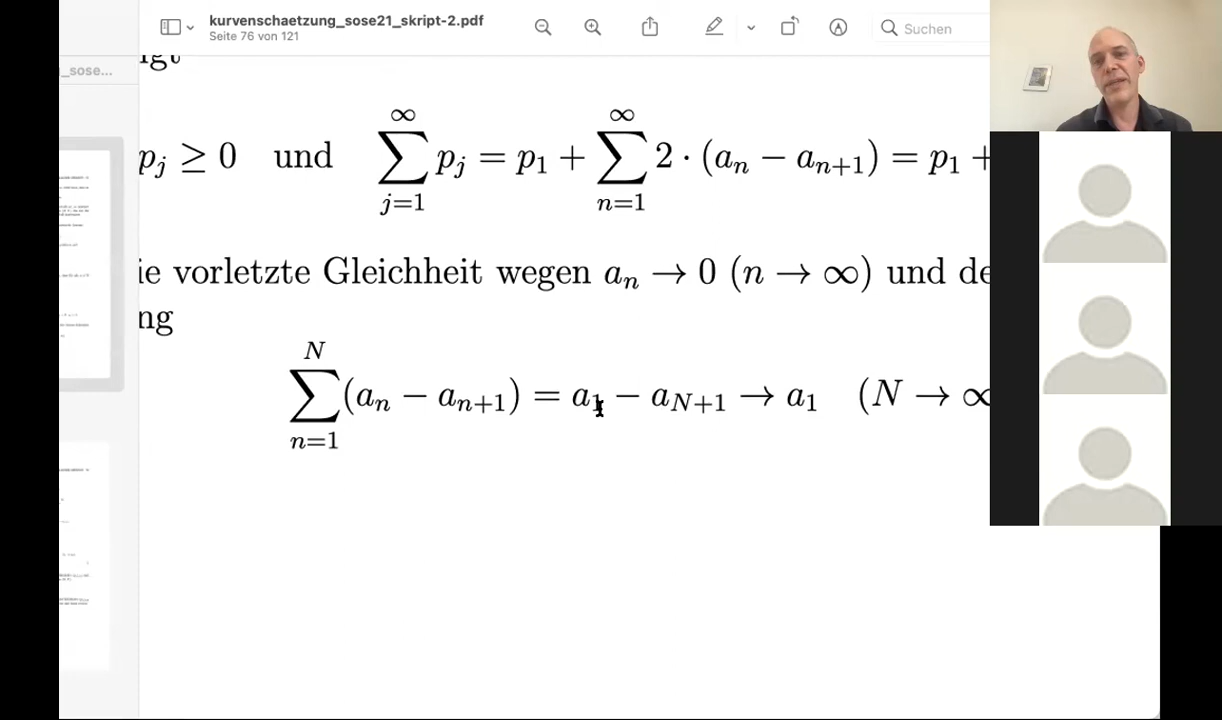 kurvenschaetzung_sose21_skript-2.pdf
Seite 76 von 121
Suchen
_sose...
p_j ≥ 0 und ∑_{j=1}^{∞} p_j = p_1 + ∑_{n=1}^{∞} 2 · (a_n − a_{n+1}) = p_1 +
ie vorletzte Gleichheit wegen a_n → 0 (n → ∞) und de
ng
∑_{n=1}^{N} (a_n − a_{n+1}) = a_1 − a_{N+1} → a_1 (N → ∞